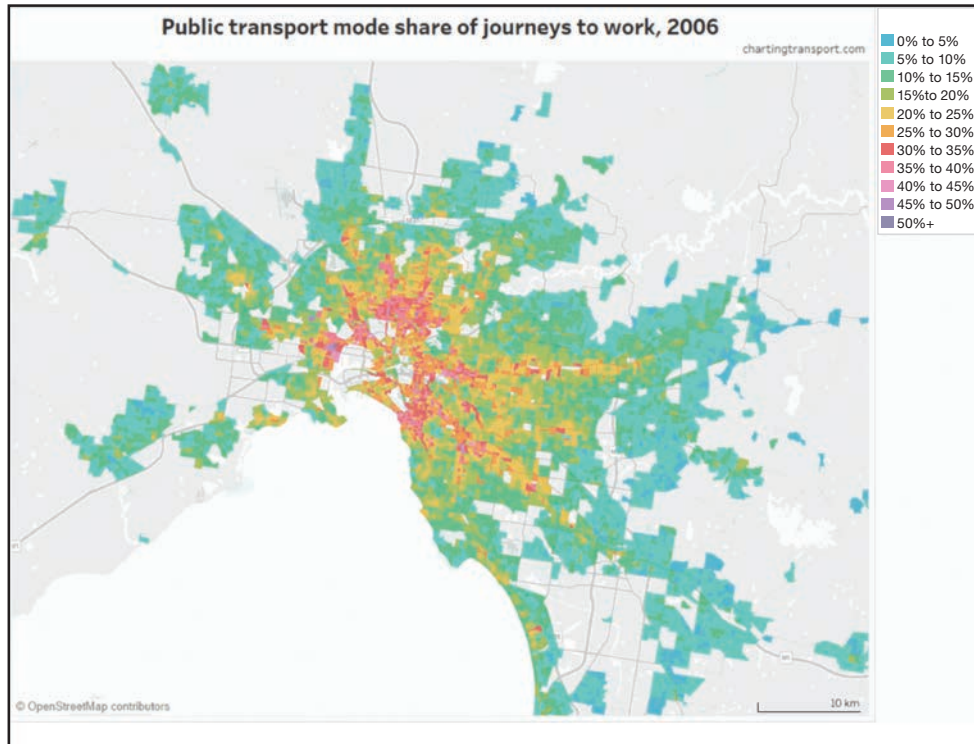 Public transport mode share of journeys to work, 2006
chartingtransport.com
0% to 5%
5% to 10%
10% to 15%
15%to 20%
20% to 25%
25% to 30%
30% to 35%
35% to 40%
40% to 45%
45% to 50%
50%+
© OpenStreetMap contributors
10 km